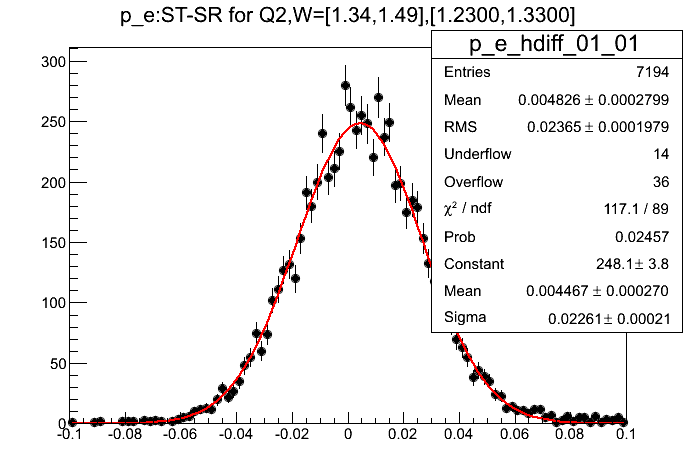 p_e:ST-SR for Q2,W=[1.34,1.49],[1.2300,1.3300]
p_e_hdiff_01_01
Entries 7194
Mean 0.004826 ± 0.0002799
RMS 0.02365 ± 0.0001979
Underflow 14
Overflow 36
χ² / ndf 117.1 / 89
Prob 0.02457
Constant 248.1 ± 3.8
Mean 0.004467 ± 0.000270
Sigma 0.02261 ± 0.00021
300
250
200
150
100
50
0
-0.1 -0.08 -0.06 -0.04 -0.02 0 0.02 0.04 0.06 0.08 0.1